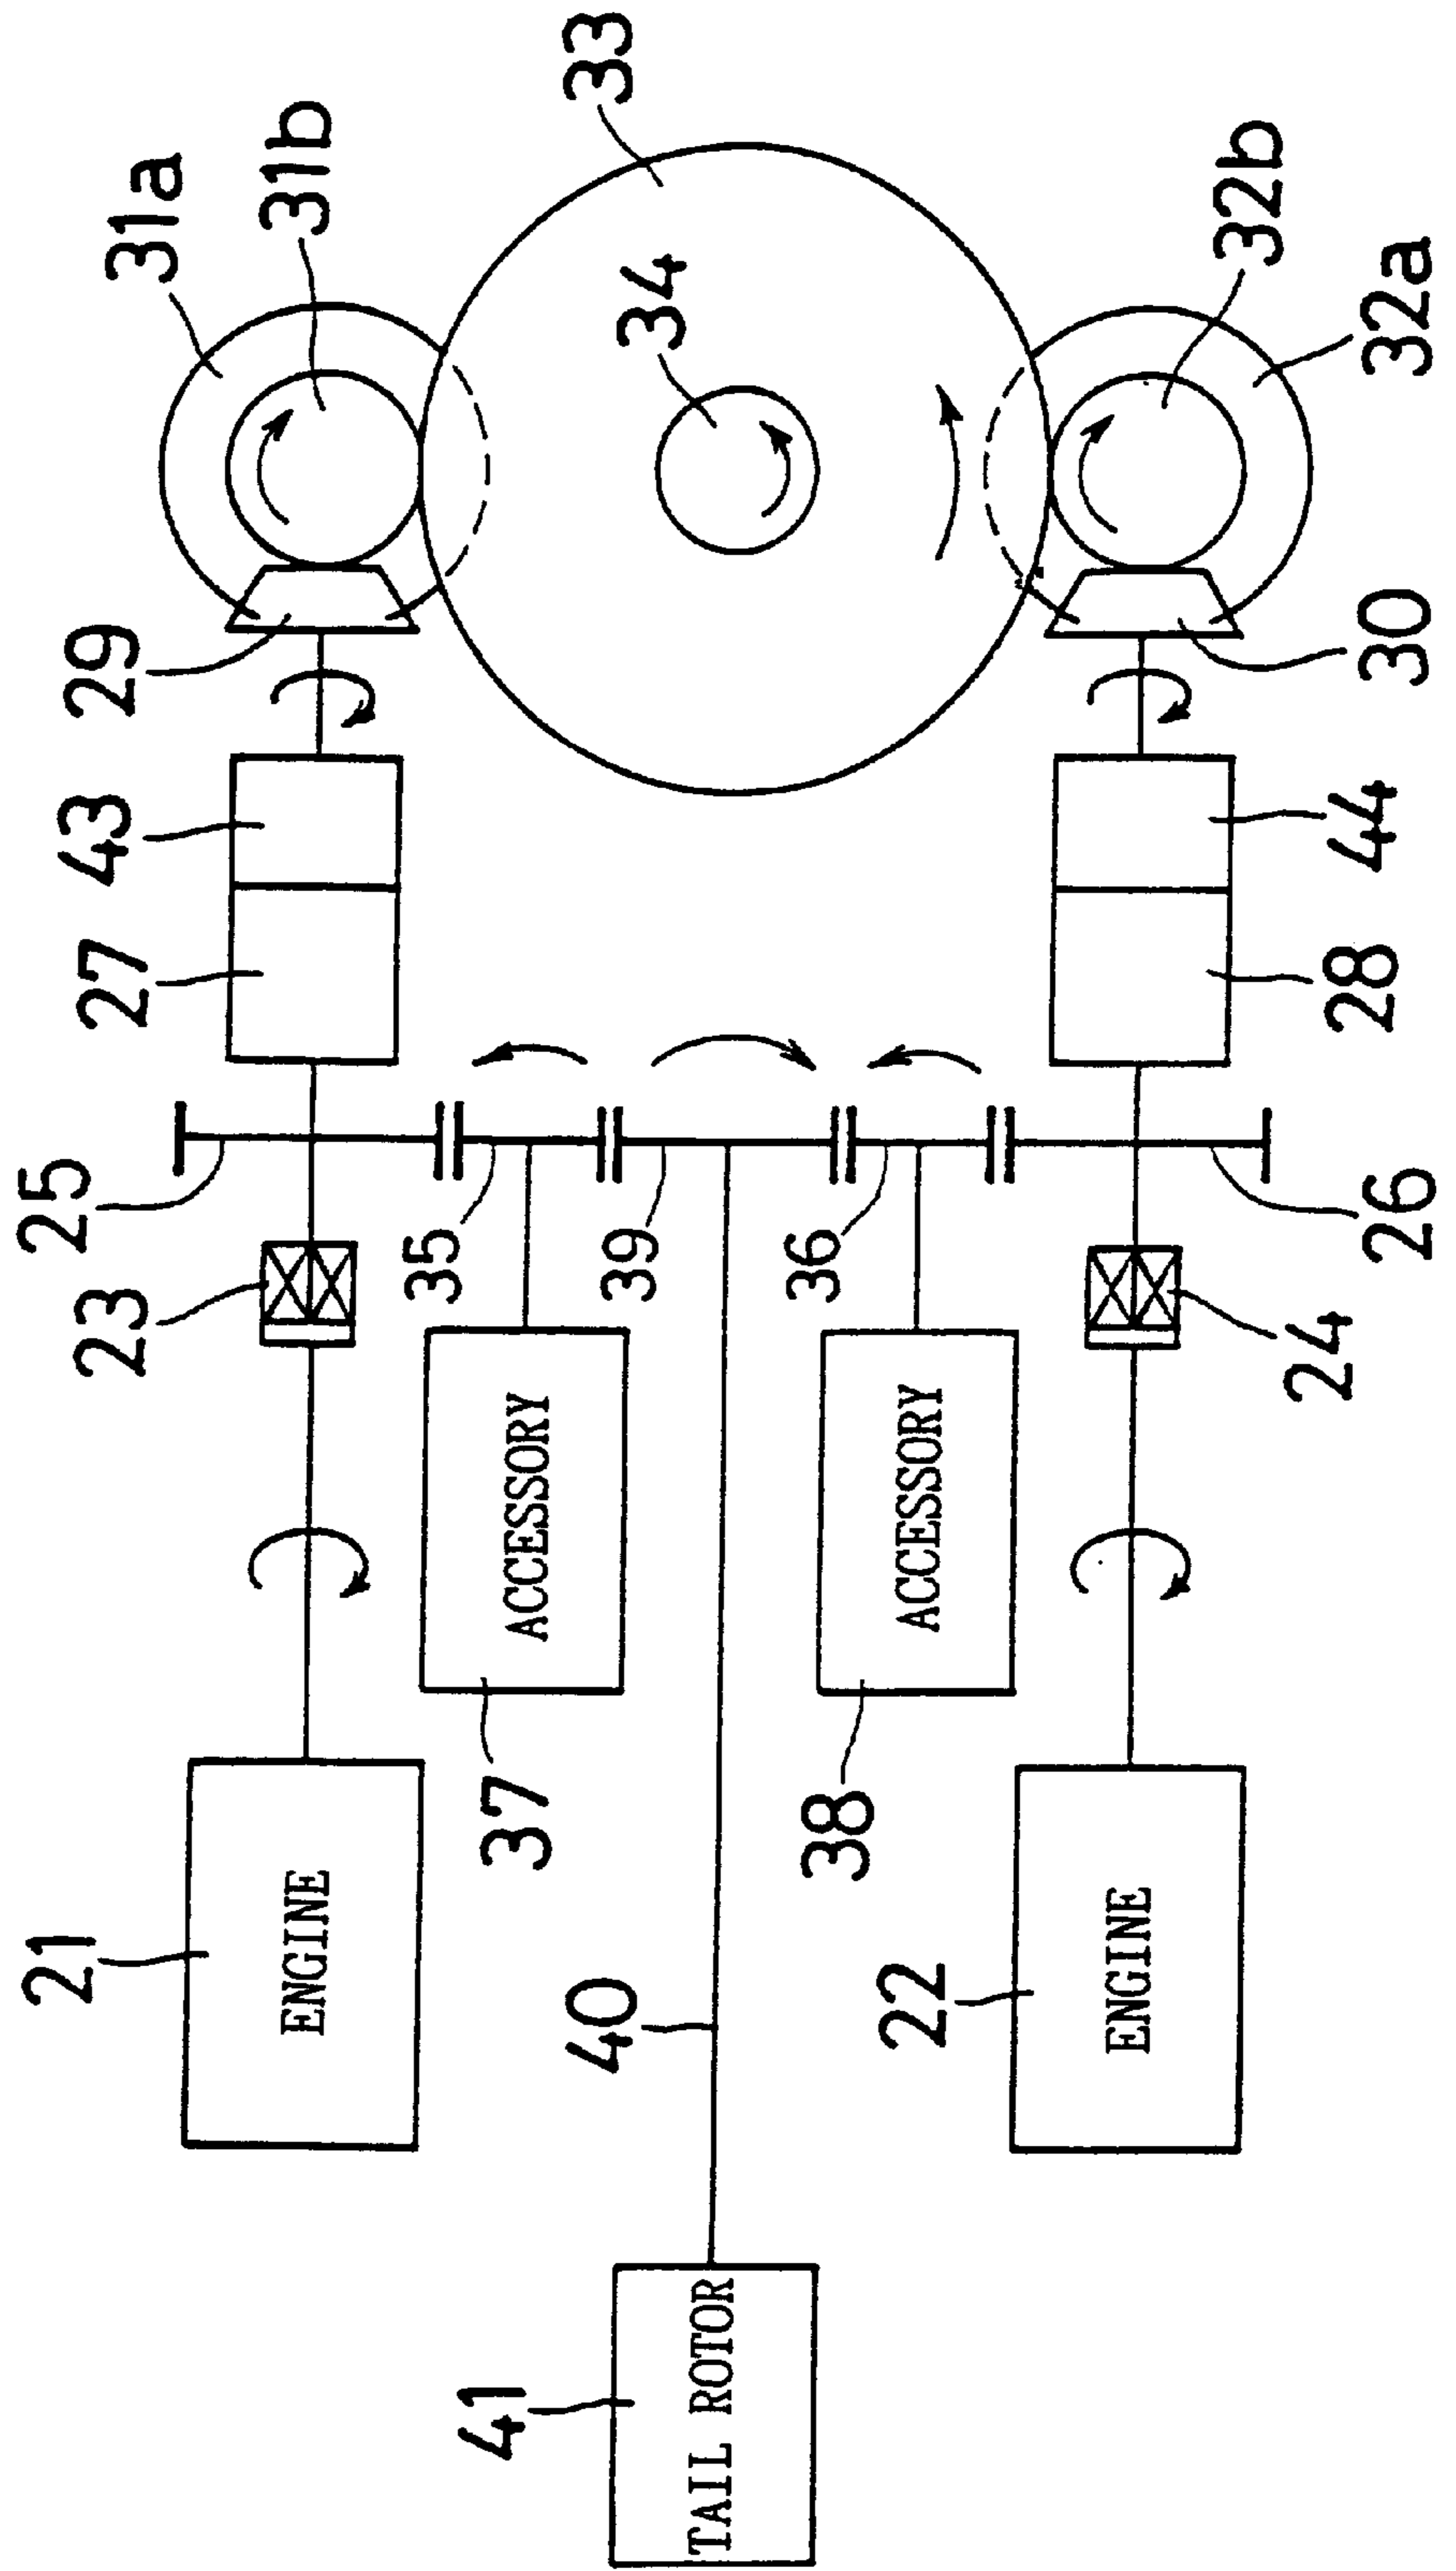 21
25
23
27
43
29
31a
ENGINE
31b
35
41
37
ACCESSORY
40
39
33
34
TAIL ROTOR
38
36
22
ACCESSORY
ENGINE
32b
24
28
44
26
30
32a